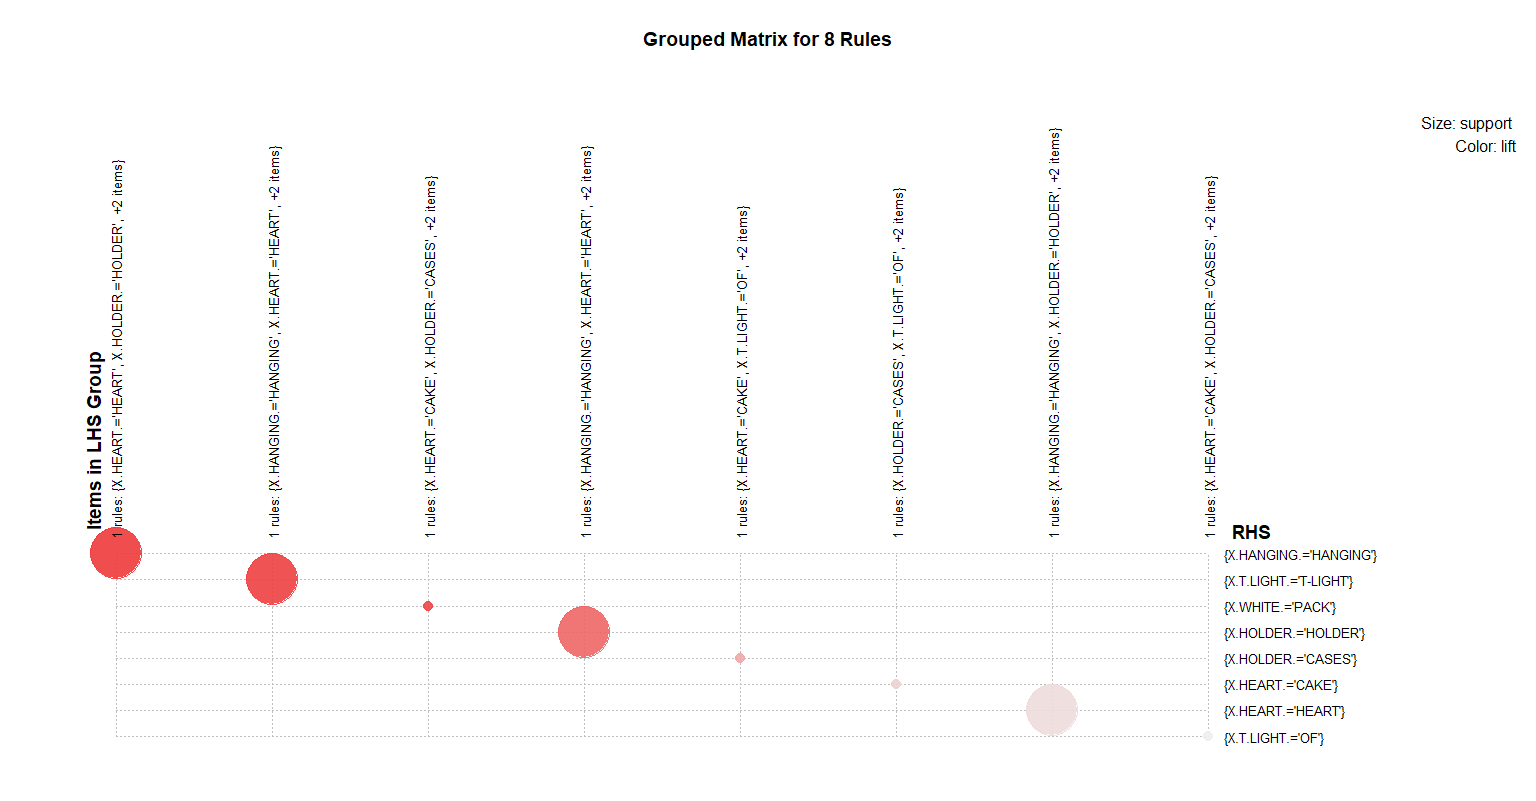 Grouped Matrix for 8 Rules
Size: support
Color: lift
Items in LHS Group
1 rules: {X.HEART.='HEART', X.HOLDER.='HOLDER', +2 items}
1 rules: {X.HANGING.='HANGING', X.HEART.='HEART', +2 items}
1 rules: {X.HEART.='CAKE', X.HOLDER.='CASES', +2 items}
1 rules: {X.HANGING.='HANGING', X.HEART.='HEART', +2 items}
1 rules: {X.HEART.='CAKE', X.T.LIGHT.='OF', +2 items}
1 rules: {X.HOLDER.='CASES', X.T.LIGHT.='OF', +2 items}
1 rules: {X.HANGING.='HANGING', X.HOLDER.='HOLDER', +2 items}
1 rules: {X.HEART.='CAKE', X.HOLDER.='CASES', +2 items}
RHS
{X.HANGING.='HANGING'}
{X.T.LIGHT.='T-LIGHT'}
{X.WHITE.='PACK'}
{X.HOLDER.='HOLDER'}
{X.HOLDER.='CASES'}
{X.HEART.='CAKE'}
{X.HEART.='HEART'}
{X.T.LIGHT.='OF'}